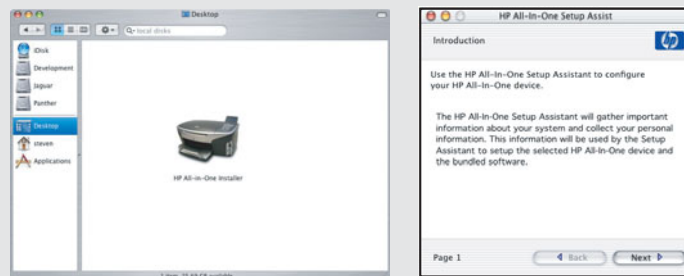 Desktop
Q- local disks
iDisk
Development
Jaguar
Panther
Desktop
steven
Applications
HP All-in-One Installer
HP All-In-One Setup Assist
Introduction
hp
Use the HP All-In-One Setup Assistant to configure
your HP All-In-One device.
The HP All-In-One Setup Assistant will gather important
information about your system and collect your personal
information. This information will be used by the Setup
Assistant to setup the selected HP All-In-One device and
the bundled software.
Page 1
Back
Next